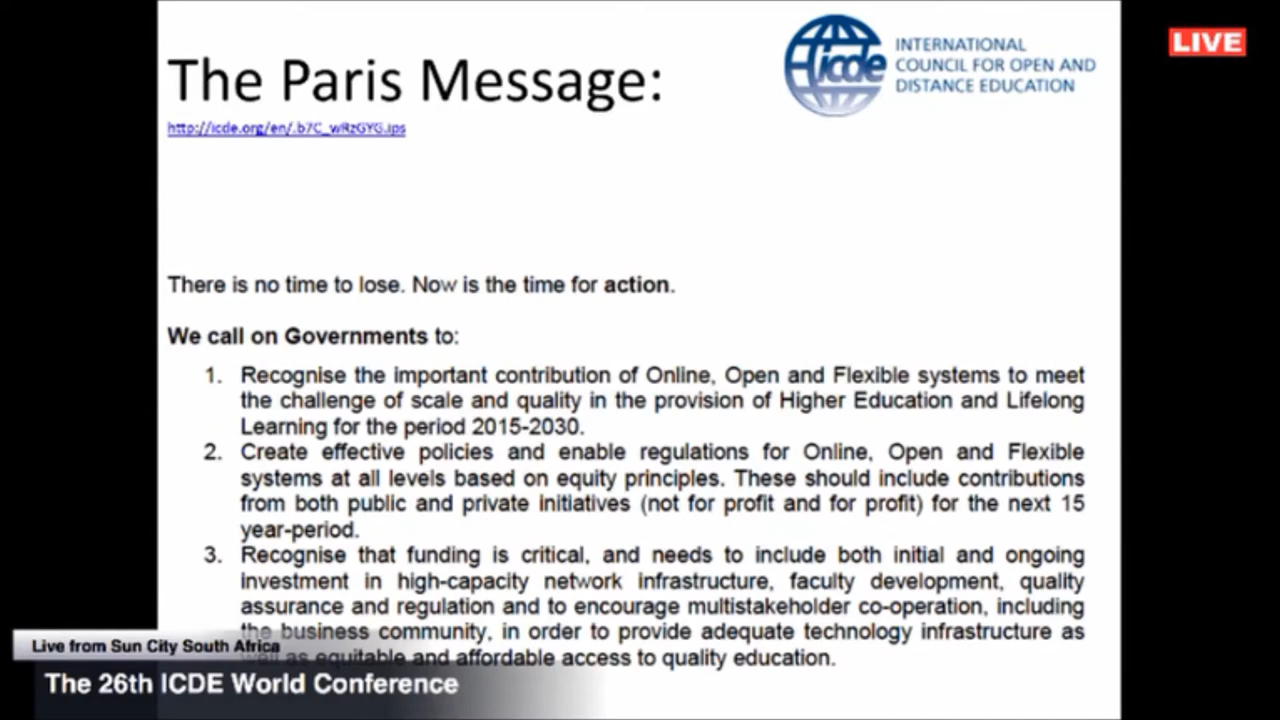 The Paris Message:
icde
INTERNATIONAL
COUNCIL FOR OPEN AND
DISTANCE EDUCATION
LIVE
http://icde.org/en/.b7C_wRzGYG.ips
There is no time to lose. Now is the time for action.
We call on Governments to:
1. Recognise the important contribution of Online, Open and Flexible systems to meet
the challenge of scale and quality in the provision of Higher Education and Lifelong
Learning for the period 2015-2030.
2. Create effective policies and enable regulations for Online, Open and Flexible
systems at all levels based on equity principles. These should include contributions
from both public and private initiatives (not for profit and for profit) for the next 15
year-period.
3. Recognise that funding is critical, and needs to include both initial and ongoing
investment in high-capacity network infrastructure, faculty development, quality
assurance and regulation and to encourage multistakeholder co-operation, including
the business community, in order to provide adequate technology infrastructure as
well as equitable and affordable access to quality education.
Live from Sun City South Africa
The 26th ICDE World Conference